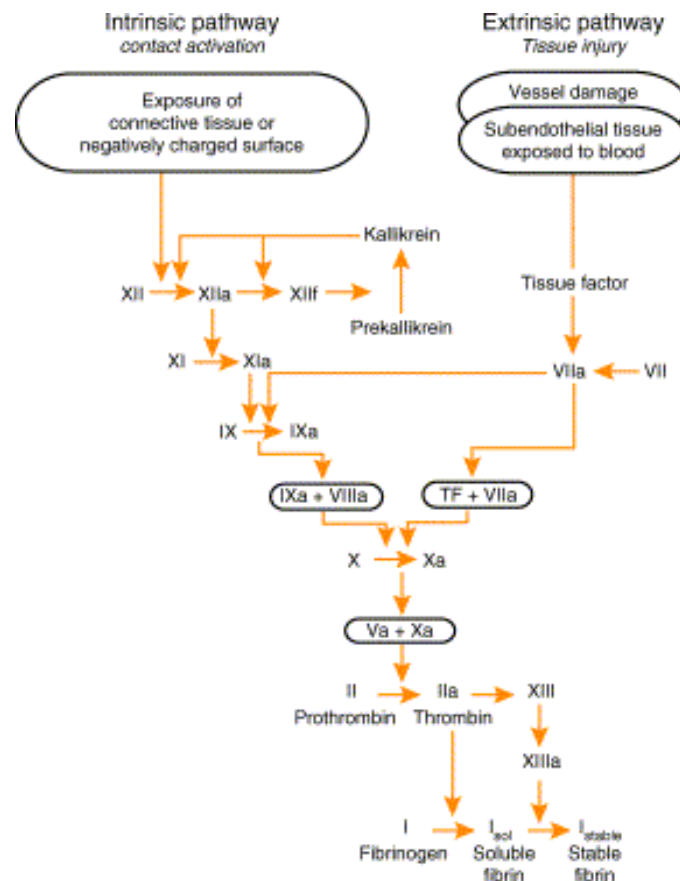 Intrinsic pathway
contact activation
Extrinsic pathway
Tissue injury
Exposure of
connective tissue or
negatively charged surface
Vessel damage
Subendothelial tissue
exposed to blood
Kallikrein
XII XIIa XIIf
Prekallikrein
Tissue factor
XI XIa
VIIa VII
IX IXa
IXa + VIIIa
TF + VIIa
X Xa
Va + Xa
II IIa XIII
Prothrombin Thrombin
XIIIa
I Isol Istable
Fibrinogen Soluble Stable
fibrin fibrin